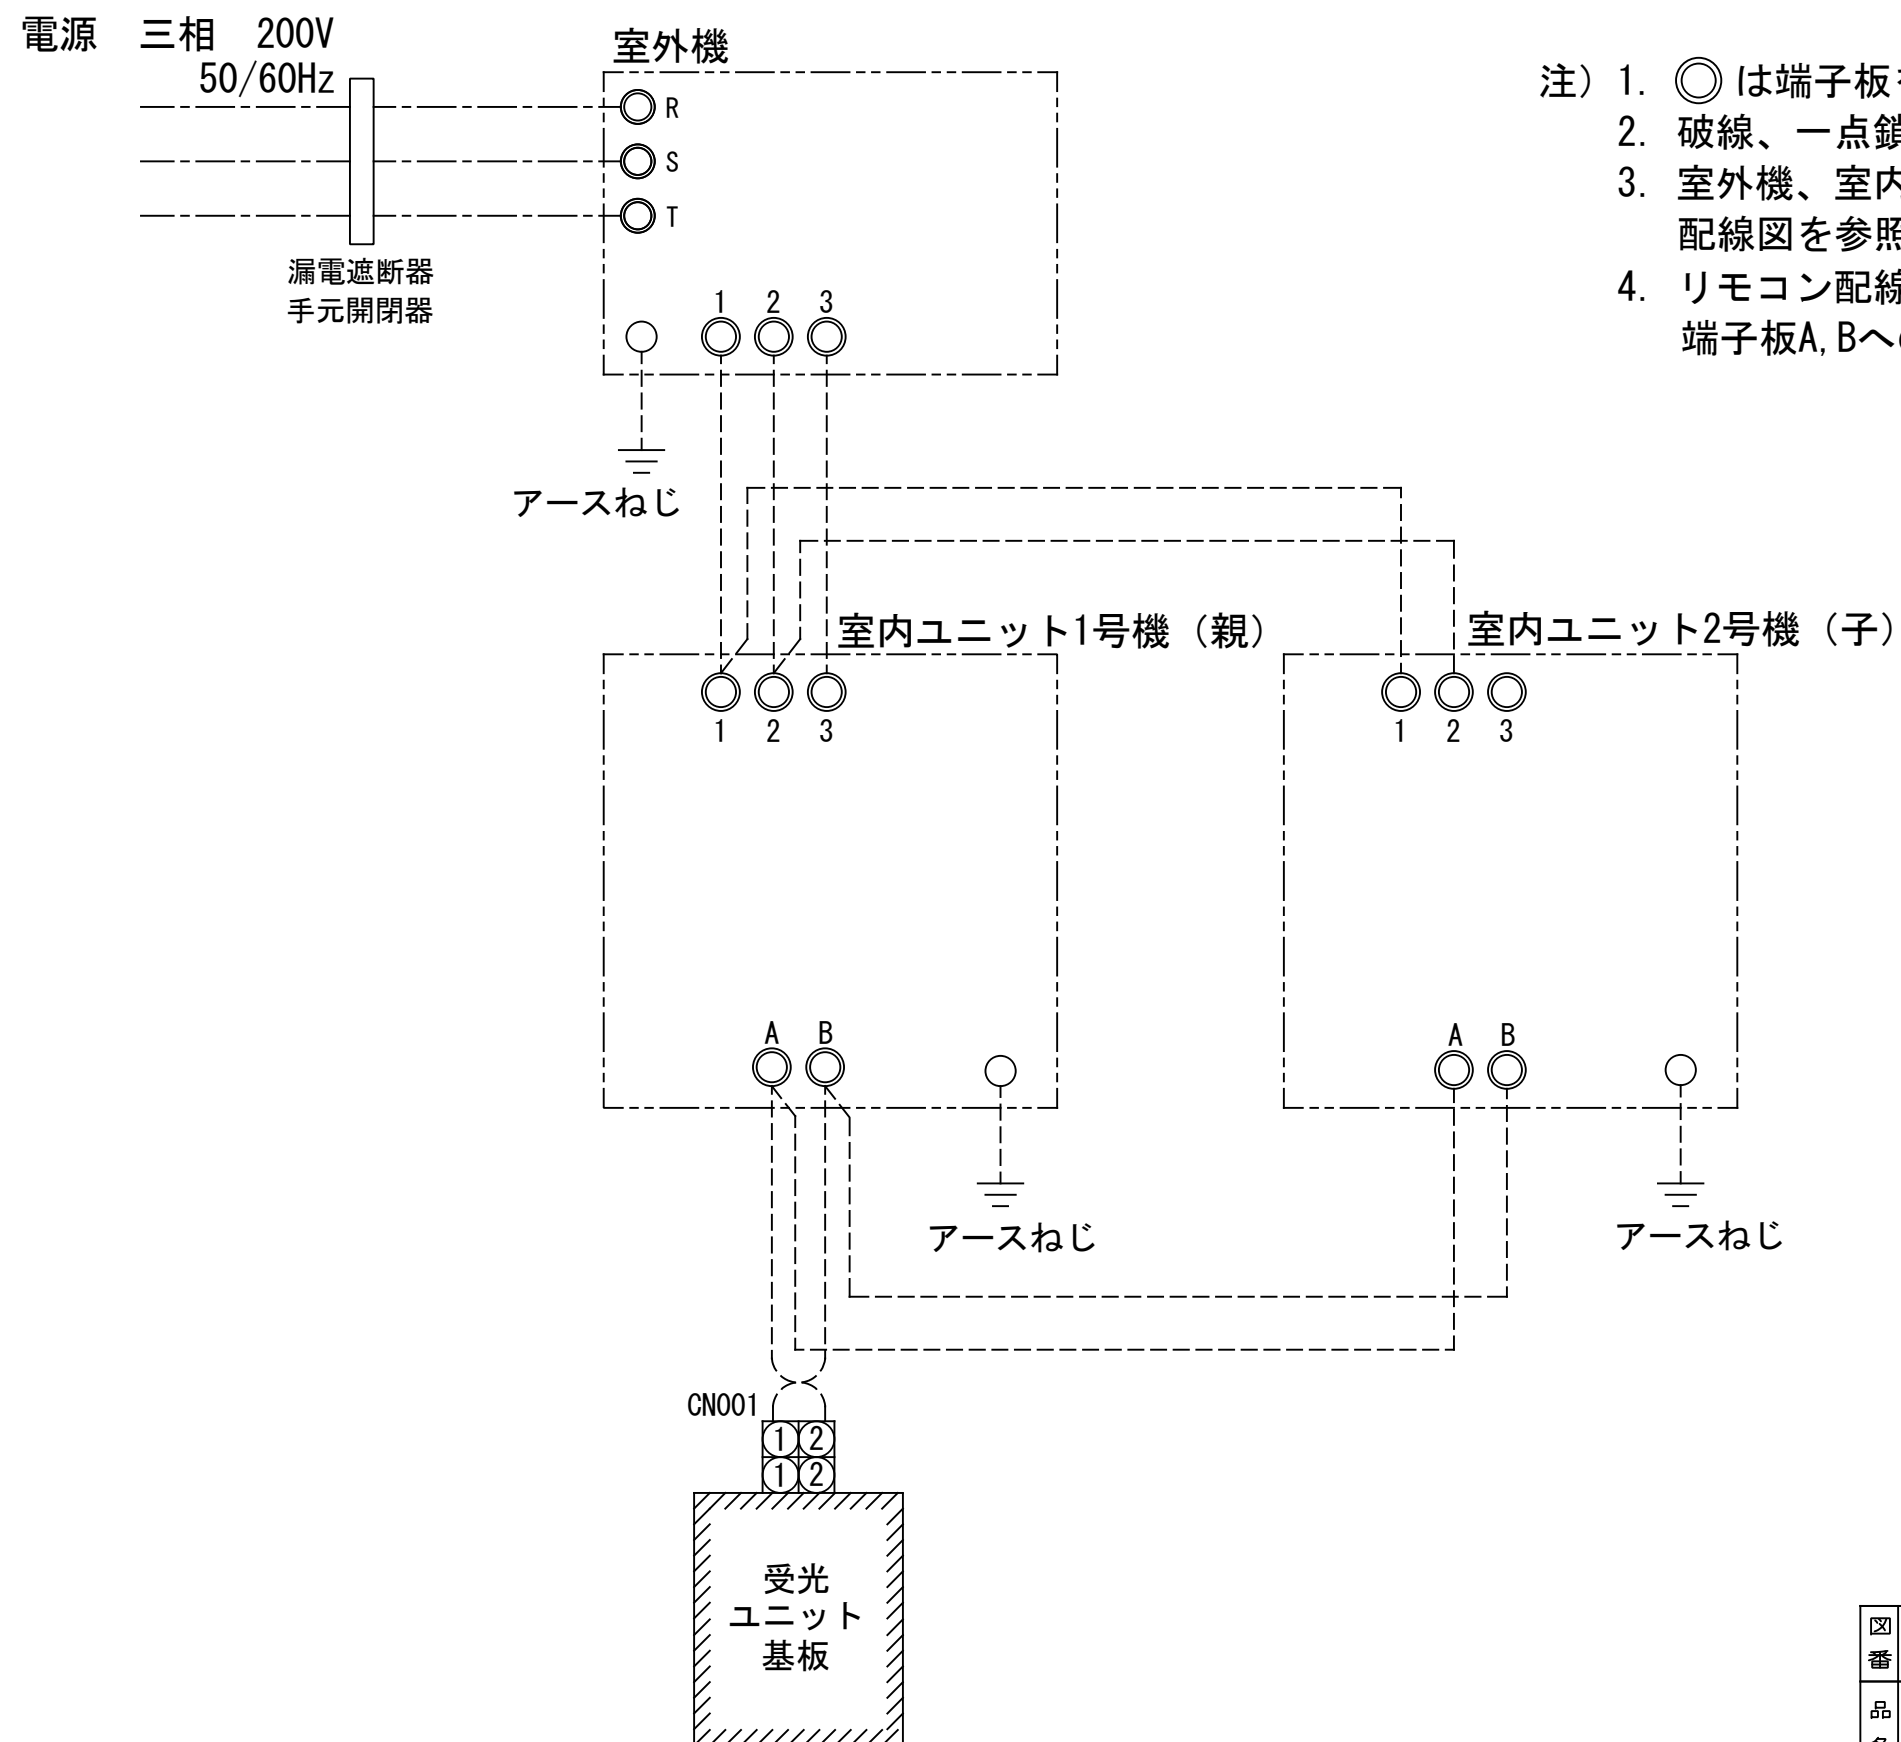 電源 三相 200V
50/60Hz
室外機
R
S
T
漏電遮断器
手元開閉器
1 2 3
アースねじ
注) 1. ◎ は端子板
2. 破線、一点鎖
3. 室外機、室内
配線図を参照
4. リモコン配線
端子板A,Bへ
室内ユニット1号機 (親)
室内ユニット2号機 (子)
1 2 3
1 2 3
A B
A B
アースねじ
アースねじ
CN001
1 2
1 2
受光
ユニット
基板
図
番
品